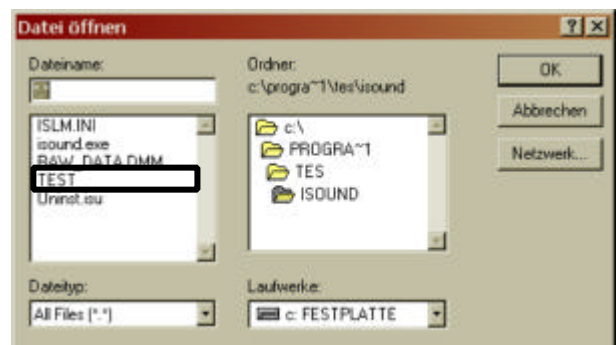 Datei öffnen
Dateiname:
Ordner:
c:\progra~1\tes\isound
OK
Abbrechen
Netzwerk...
ISLM.INI
isound.exe
RAW_DATA.DMM
TEST
Uninst.isu
c:\
PROGRA~1
TES
ISOUND
Dateityp:
All Files (*.*)
Laufwerke:
c: FESTPLATTE